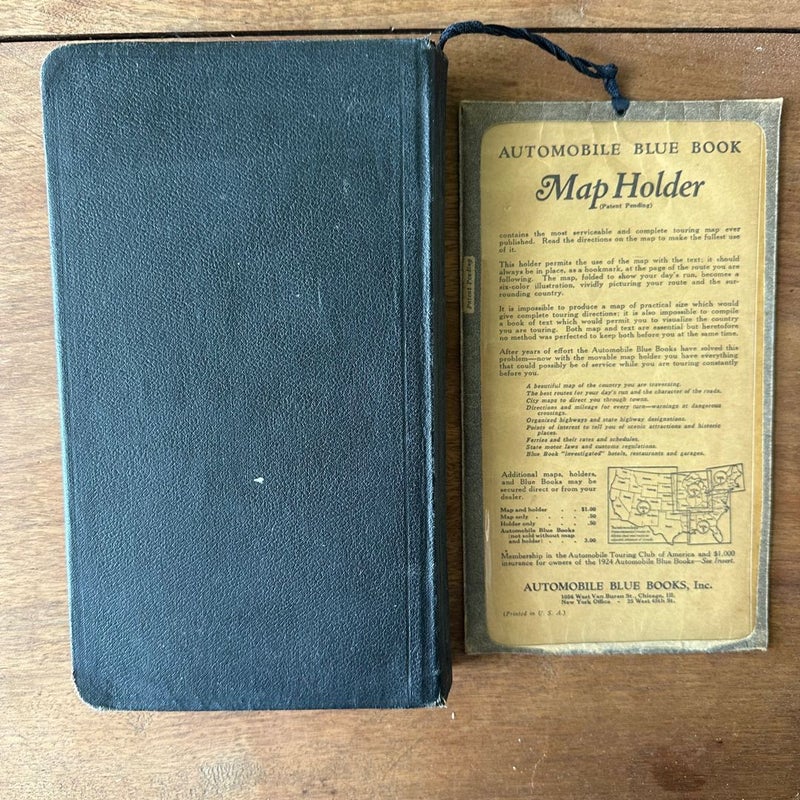 AUTOMOBILE BLUE BOOK
Map Holder
(Patent Pending)
contains the most serviceable and complete touring map ever
published. Read the directions on the map to make the fullest use
of it.
This holder permits the use of the map with the text; it should
always be in place, as a bookmark, at the page of the route you are
following. The map, folded to show your day's run, becomes a
six-color illustration, vividly picturing your route and the sur-
rounding country.
It is impossible to produce a map of practical size which would
give complete touring directions; it is also impossible to compile
a book of text which would permit you to visualize the country
you are touring. Both map and text are essential but heretofore
no method was perfected to keep both before you at the same time.
After years of effort the Automobile Blue Books have solved this
problem—now with the movable map holder you have everything
that could possibly be of service while you are touring constantly
before you.
A beautiful map of the country you are traversing.
The best routes for your day's run and the character of the roads.
City maps to direct you through towns.
Directions and mileage for every turn—warnings at dangerous
crossings.
Organized highways and state highway designations.
Points of interest to tell you of scenic attractions and historic
places.
Ferries and their rates and schedules.
State motor laws and customs regulations.
Blue Book "investigated" hotels, restaurants and garages.
Additional maps, holders,
and Blue Books may be
secured direct or from your
dealer.
Map and holder . . $1.00
Map only . . . . . .50
Holder only . . . . .50
Automobile Blue Books
(not sold without map
and holder) . . . 3.00
Membership in the Automobile Touring Club of America and $1,000
insurance for owners of the 1924 Automobile Blue Books—See Insert.
AUTOMOBILE BLUE BOOKS, Inc.
1036 West Van Buren St., Chicago, Ill.
New York Office - 25 West 45th St.
(Printed in U. S. A.)
Patent Pending